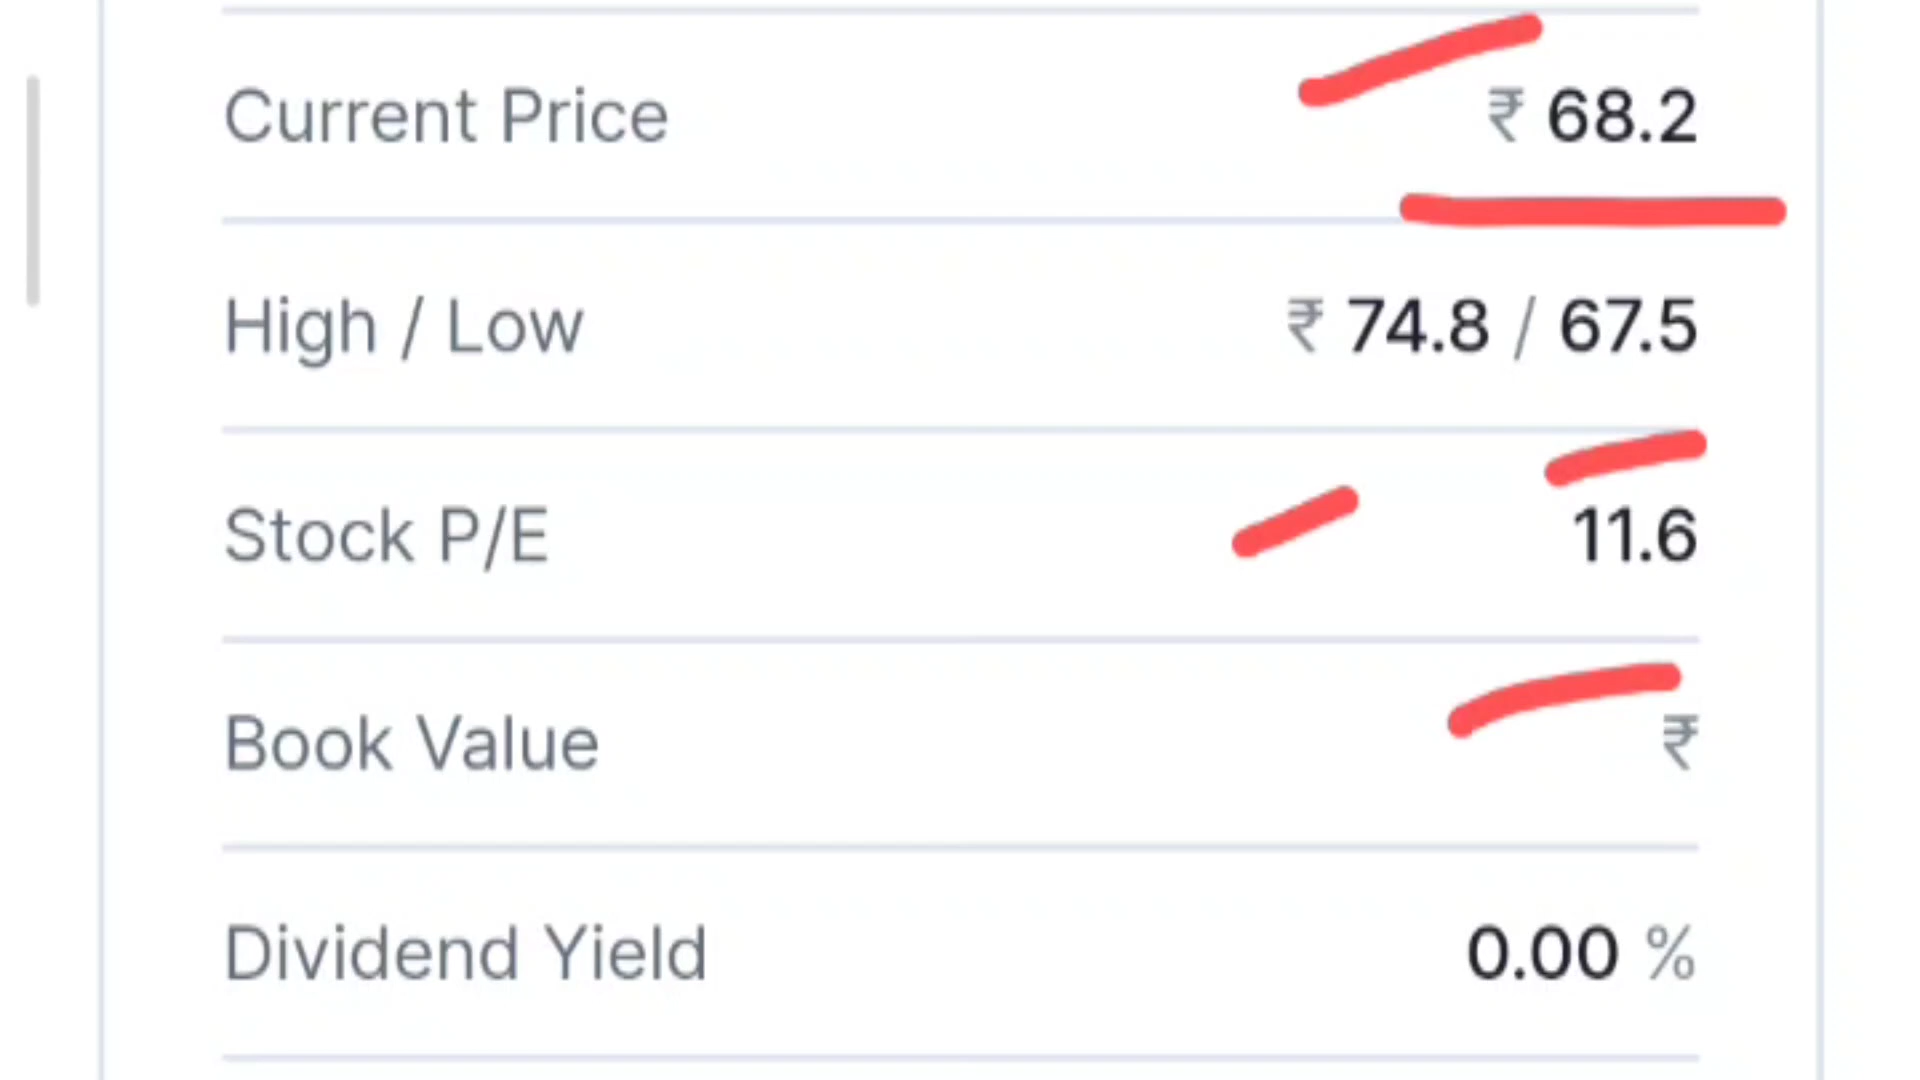 Current Price ₹ 68.2
High / Low ₹ 74.8 / 67.5
Stock P/E 11.6
Book Value ₹
Dividend Yield 0.00 %